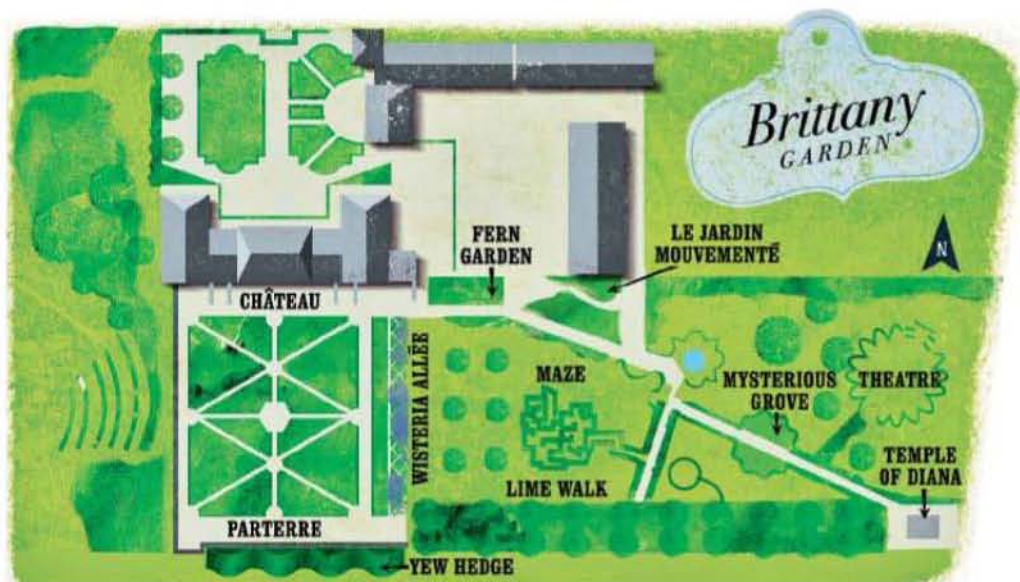 Brittany
GARDEN
N
FERN
GARDEN
LE JARDIN
MOUVEMENTÉ
CHÂTEAU
WISTERIA ALLÉE
MAZE
MYSTERIOUS
GROVE
THEATRE
TEMPLE
OF DIANA
LIME WALK
PARTERRE
YEW HEDGE